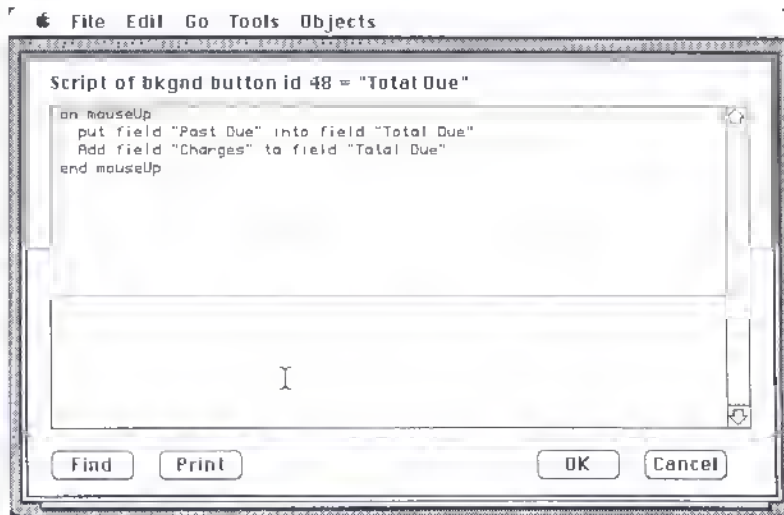 File Edit Go Tools Objects
Script of bkgnd button id 48 = "Total Due"
on mouseUp
put field "Past Due" into field "Total Due"
Add field "Charges" to field "Total Due"
end mouseUp
Find Print OK Cancel